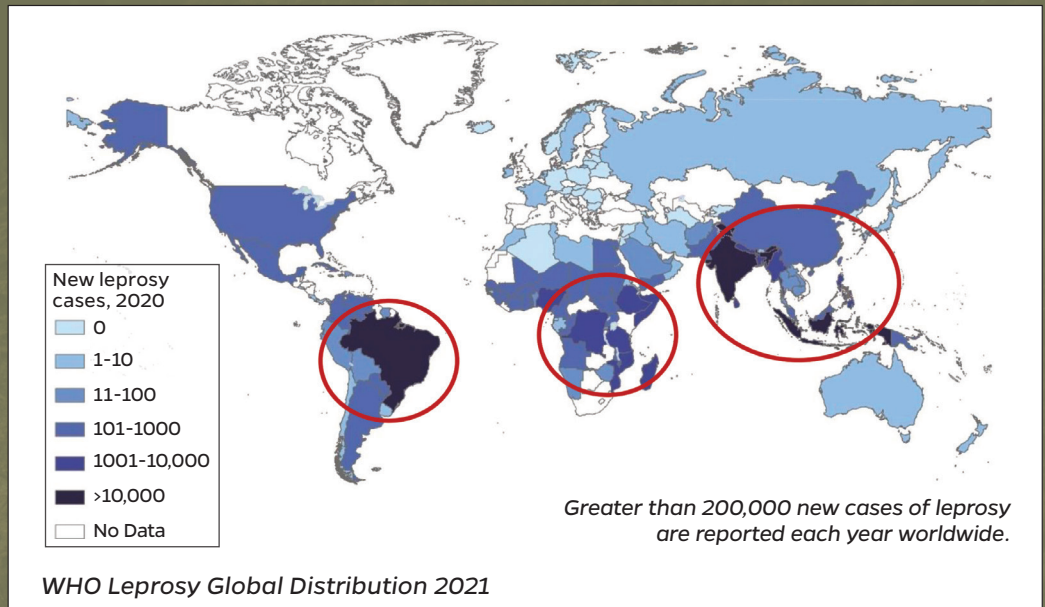 New leprosy
cases, 2020
0
1-10
11-100
101-1000
1001-10,000
>10,000
No Data
Greater than 200,000 new cases of leprosy
are reported each year worldwide.
WHO Leprosy Global Distribution 2021